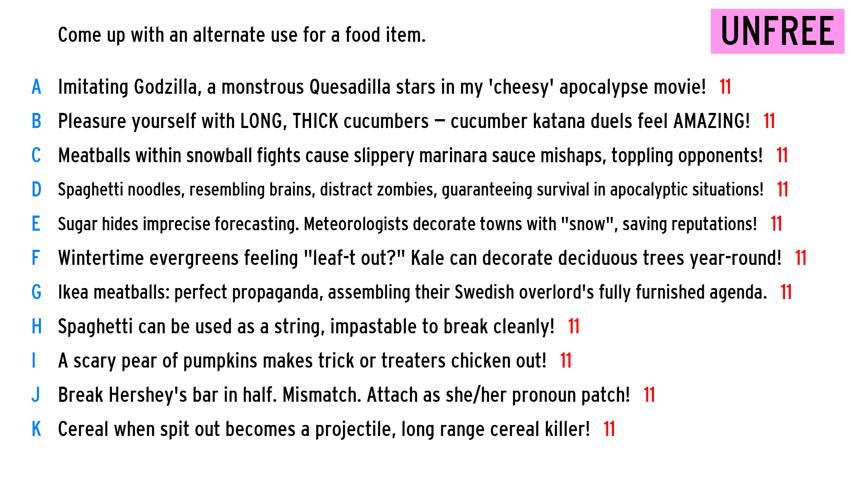 Come up with an alternate use for a food item.
UNFREE
A Imitating Godzilla, a monstrous Quesadilla stars in my 'cheesy' apocalypse movie! 11
B Pleasure yourself with LONG, THICK cucumbers – cucumber katana duels feel AMAZING! 11
C Meatballs within snowball fights cause slippery marinara sauce mishaps, toppling opponents! 11
D Spaghetti noodles, resembling brains, distract zombies, guaranteeing survival in apocalyptic situations! 11
E Sugar hides imprecise forecasting. Meteorologists decorate towns with "snow", saving reputations! 11
F Wintertime evergreens feeling "leaf-t out?" Kale can decorate deciduous trees year-round! 11
G Ikea meatballs: perfect propaganda, assembling their Swedish overlord's fully furnished agenda. 11
H Spaghetti can be used as a string, impastable to break cleanly! 11
I A scary pear of pumpkins makes trick or treaters chicken out! 11
J Break Hershey's bar in half. Mismatch. Attach as she/her pronoun patch! 11
K Cereal when spit out becomes a projectile, long range cereal killer! 11